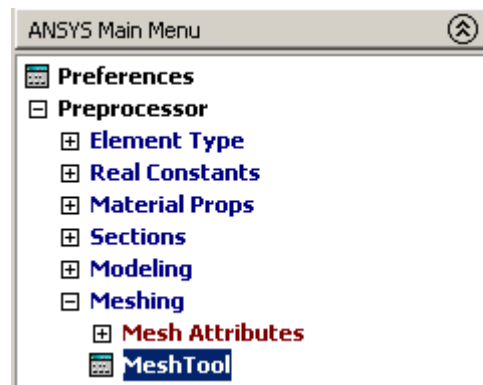 ANSYS Main Menu
Preferences
Preprocessor
Element Type
Real Constants
Material Props
Sections
Modeling
Meshing
Mesh Attributes
MeshTool